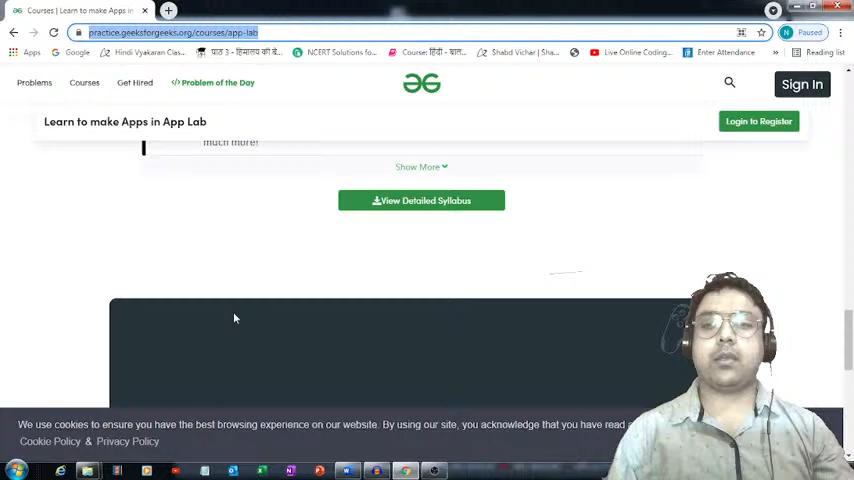 Courses | Learn to make Apps in
practice.geeksforgeeks.org/courses/app-lab
N Paused
Apps Google Hindi Vyakaran Clas... पाठ 3 - हिमालय की बे... NCERT Solutions fo... Course: हिंदी - बाल... Shabd Vichar | Sha... Live Online Coding... Enter Attendance Reading list
Problems Courses Get Hired </> Problem of the Day Sign In
Learn to make Apps in App Lab Login to Register
much more!
Show More
View Detailed Syllabus
We use cookies to ensure you have the best browsing experience on our website. By using our site, you acknowledge that you have read
Cookie Policy & Privacy Policy